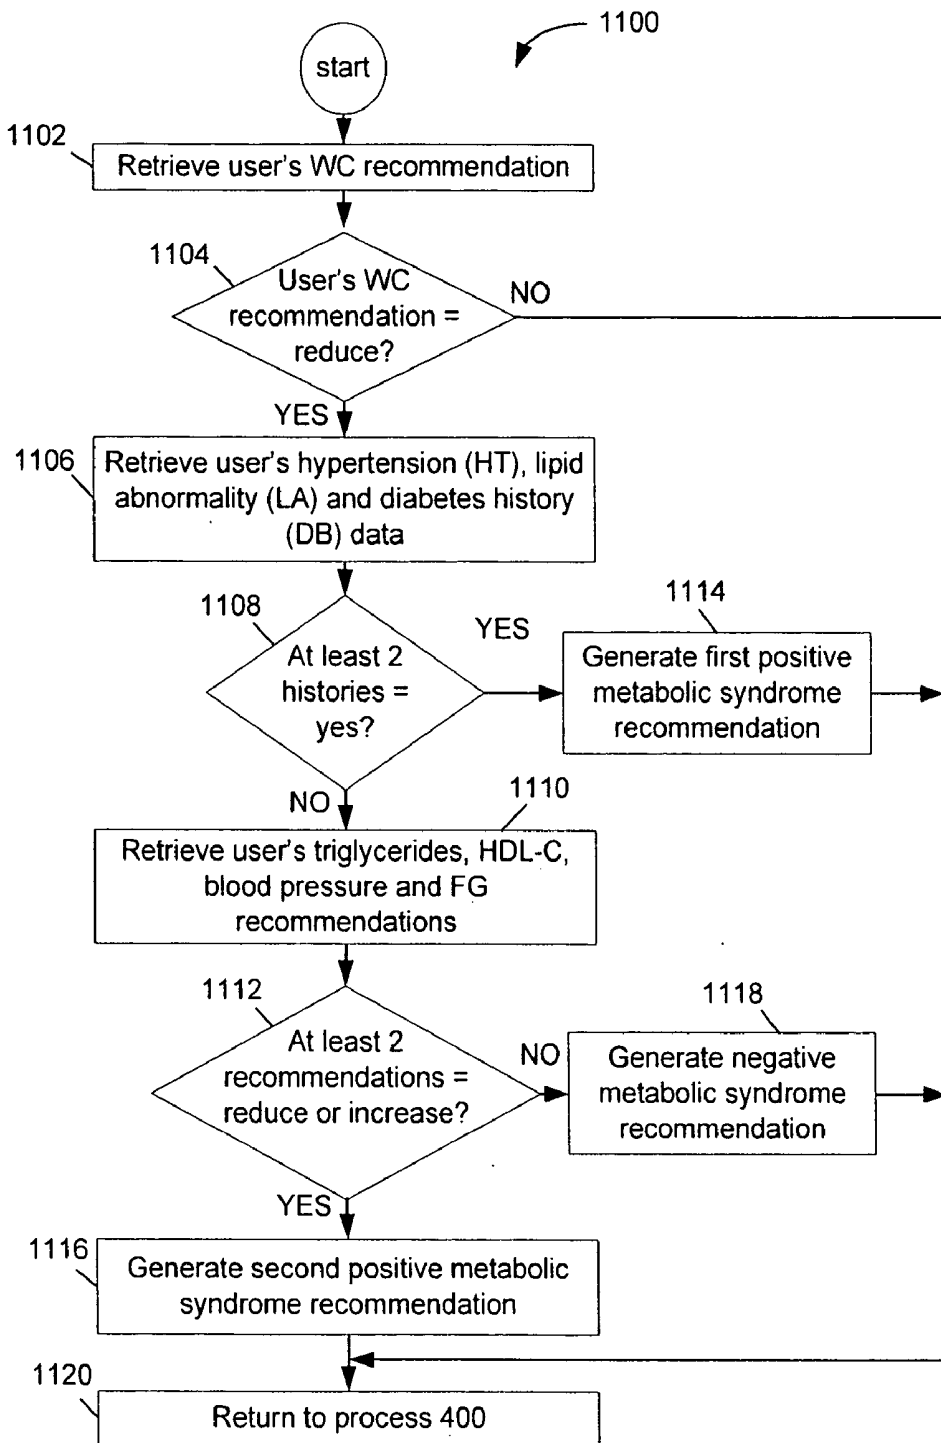 1100
start
1102
Retrieve user's WC recommendation
1104
User's WC
recommendation =
reduce?
NO
YES
1106
Retrieve user's hypertension (HT), lipid
abnormality (LA) and diabetes history
(DB) data
1108
At least 2
histories =
yes?
YES
1114
Generate first positive
metabolic syndrome
recommendation
NO
1110
Retrieve user's triglycerides, HDL-C,
blood pressure and FG
recommendations
1112
At least 2
recommendations =
reduce or increase?
NO
1118
Generate negative
metabolic syndrome
recommendation
YES
1116
Generate second positive metabolic
syndrome recommendation
1120
Return to process 400